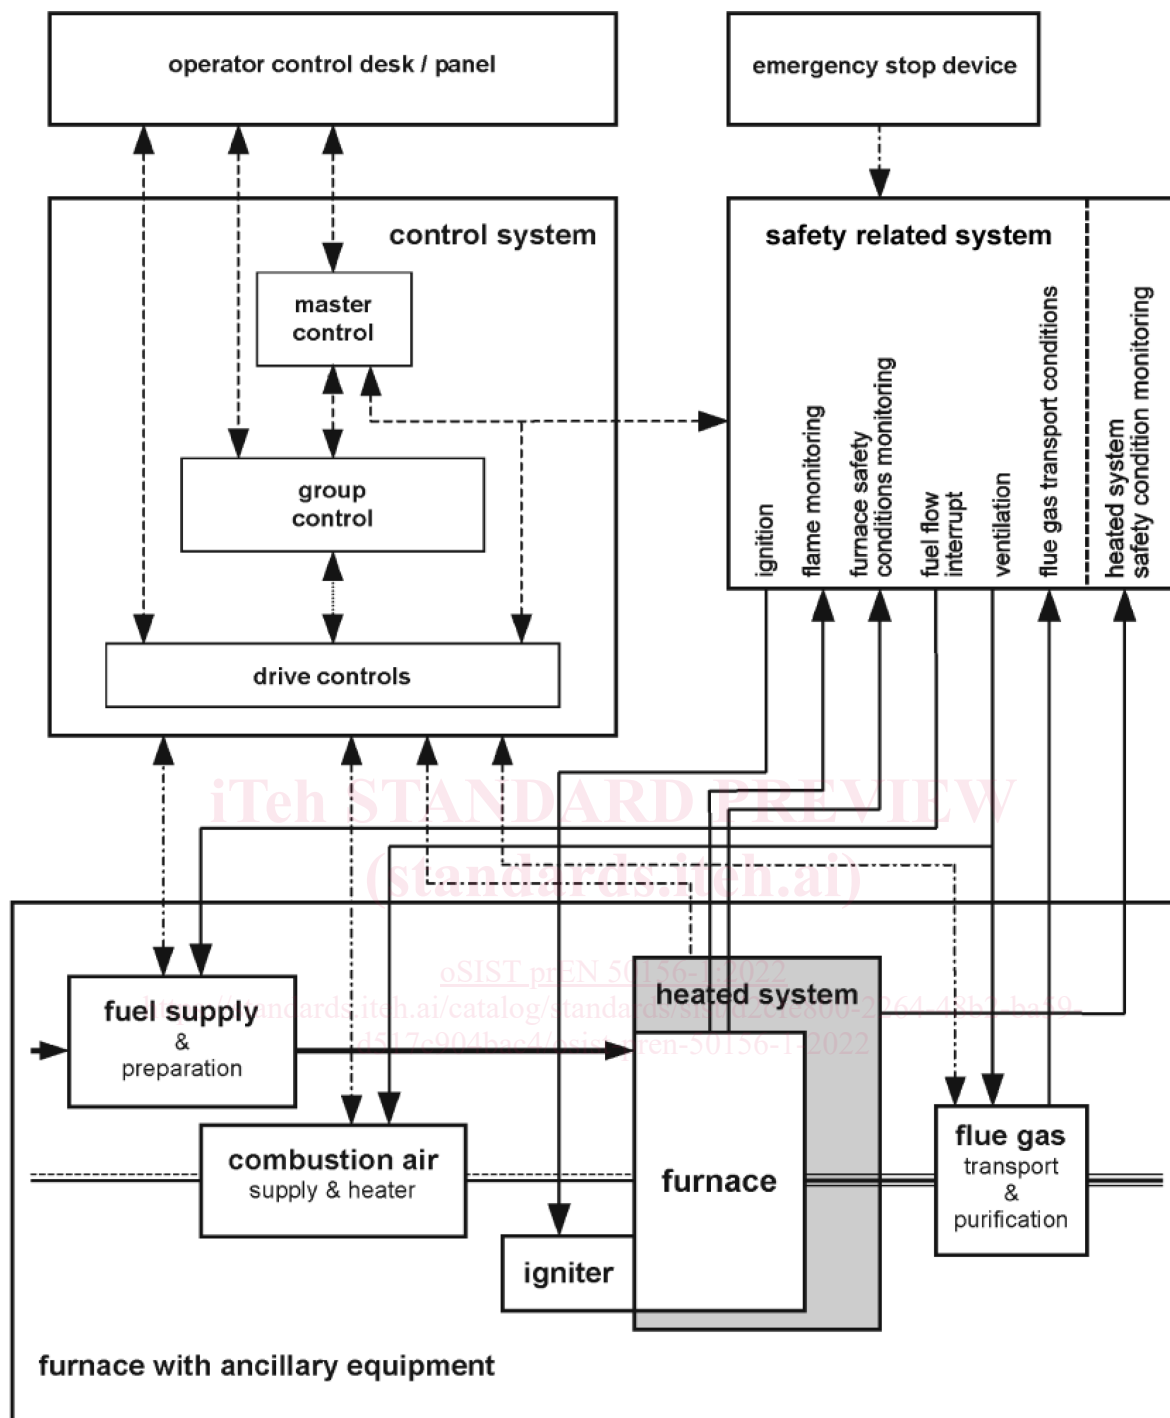 operator control desk / panel
emergency stop device
control system
safety related system
master
control
group
control
drive controls
ignition
flame monitoring
furnace safety
conditions monitoring
fuel flow
interrupt
ventilation
flue gas transport conditions
heated system
safety condition monitoring
iTeh STANDARD PREVIEW
(standards.iteh.ai)
oSIST prEN 50156-1:2022
heated system
fuel supply
&
preparation
combustion air
supply & heater
furnace
flue gas
transport
&
purification
igniter
furnace with ancillary equipment